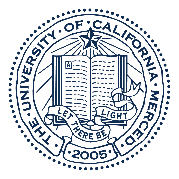 THE UNIVERSITY OF CALIFORNIA MERCED
A
LET
THERE BE
LIGHT
2005